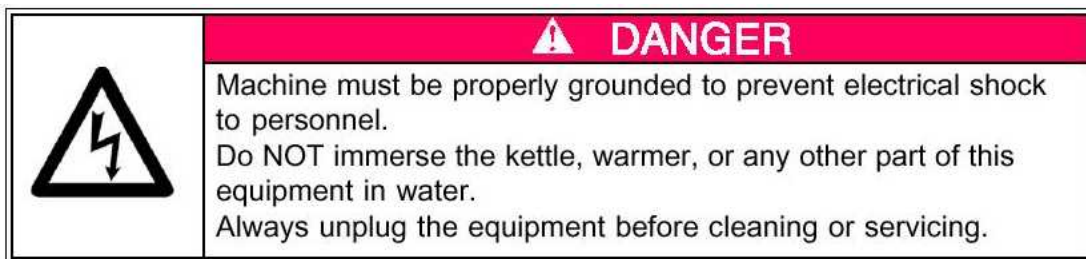 DANGER
Machine must be properly grounded to prevent electrical shock
to personnel.
Do NOT immerse the kettle, warmer, or any other part of this
equipment in water.
Always unplug the equipment before cleaning or servicing.